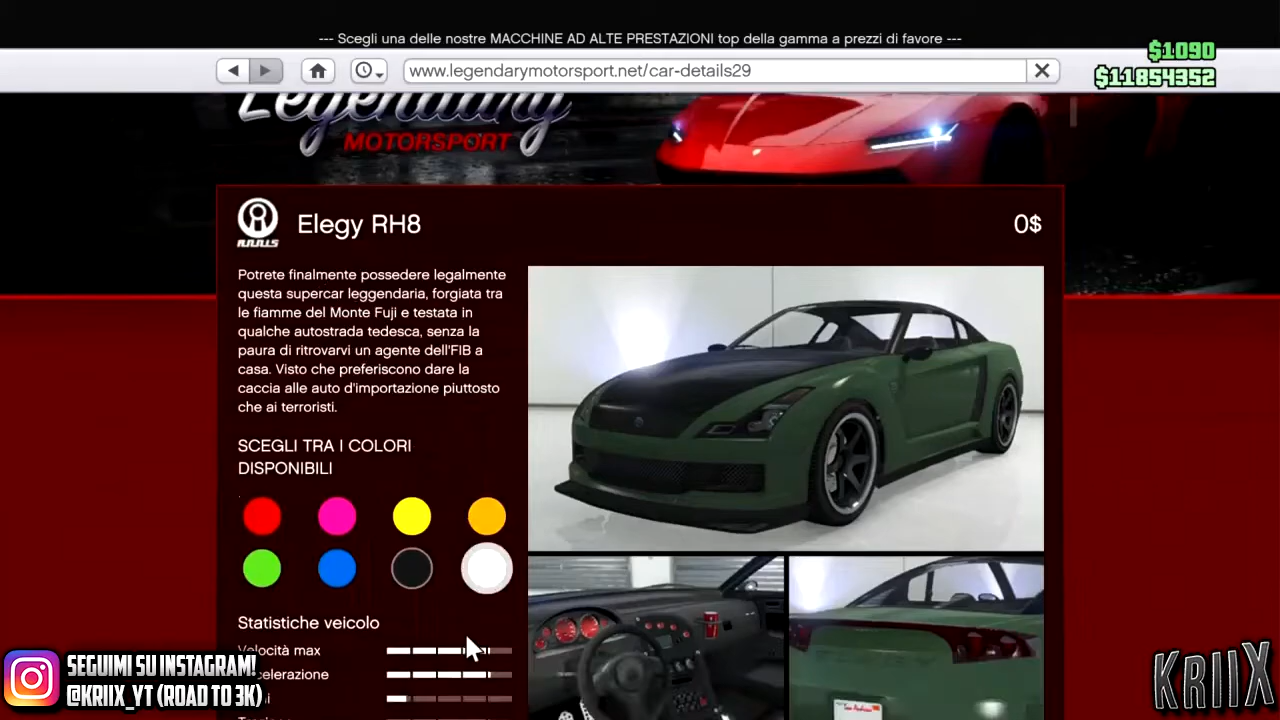 --- Scegli una delle nostre MACCHINE AD ALTE PRESTAZIONI top della gamma a prezzi di favore ---
$1090
www.legendarymotorsport.net/car-details29
$11854352
Legendary
MOTORSPORT
Elegy RH8
0$
Potrete finalmente possedere legalmente
questa supercar leggendaria, forgiata tra
le fiamme del Monte Fuji e testata in
qualche autostrada tedesca, senza la
paura di ritrovarvi un agente dell'FIB a
casa. Visto che preferiscono dare la
caccia alle auto d'importazione piuttosto
che ai terroristi.
SCEGLI TRA I COLORI
DISPONIBILI
Statistiche veicolo
Velocità max
SEGUIMI SU INSTAGRAM!
@KRIIX_YT (ROAD TO 3K)
KRIIX